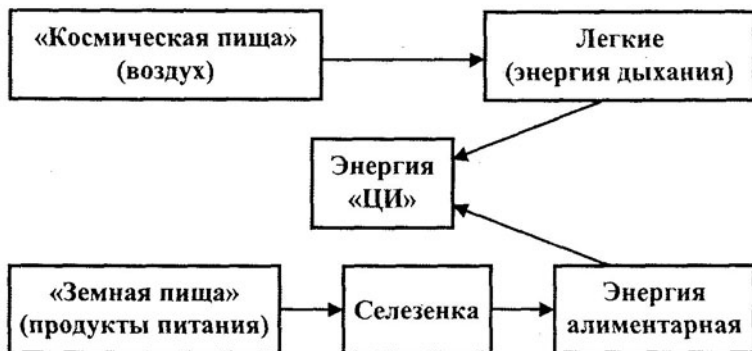 «Космическая пища»
(воздух)
Легкие
(энергия дыхания)
Энергия
«ЦИ»
«Земная пища»
(продукты питания)
Селезенка
Энергия
алиментарная